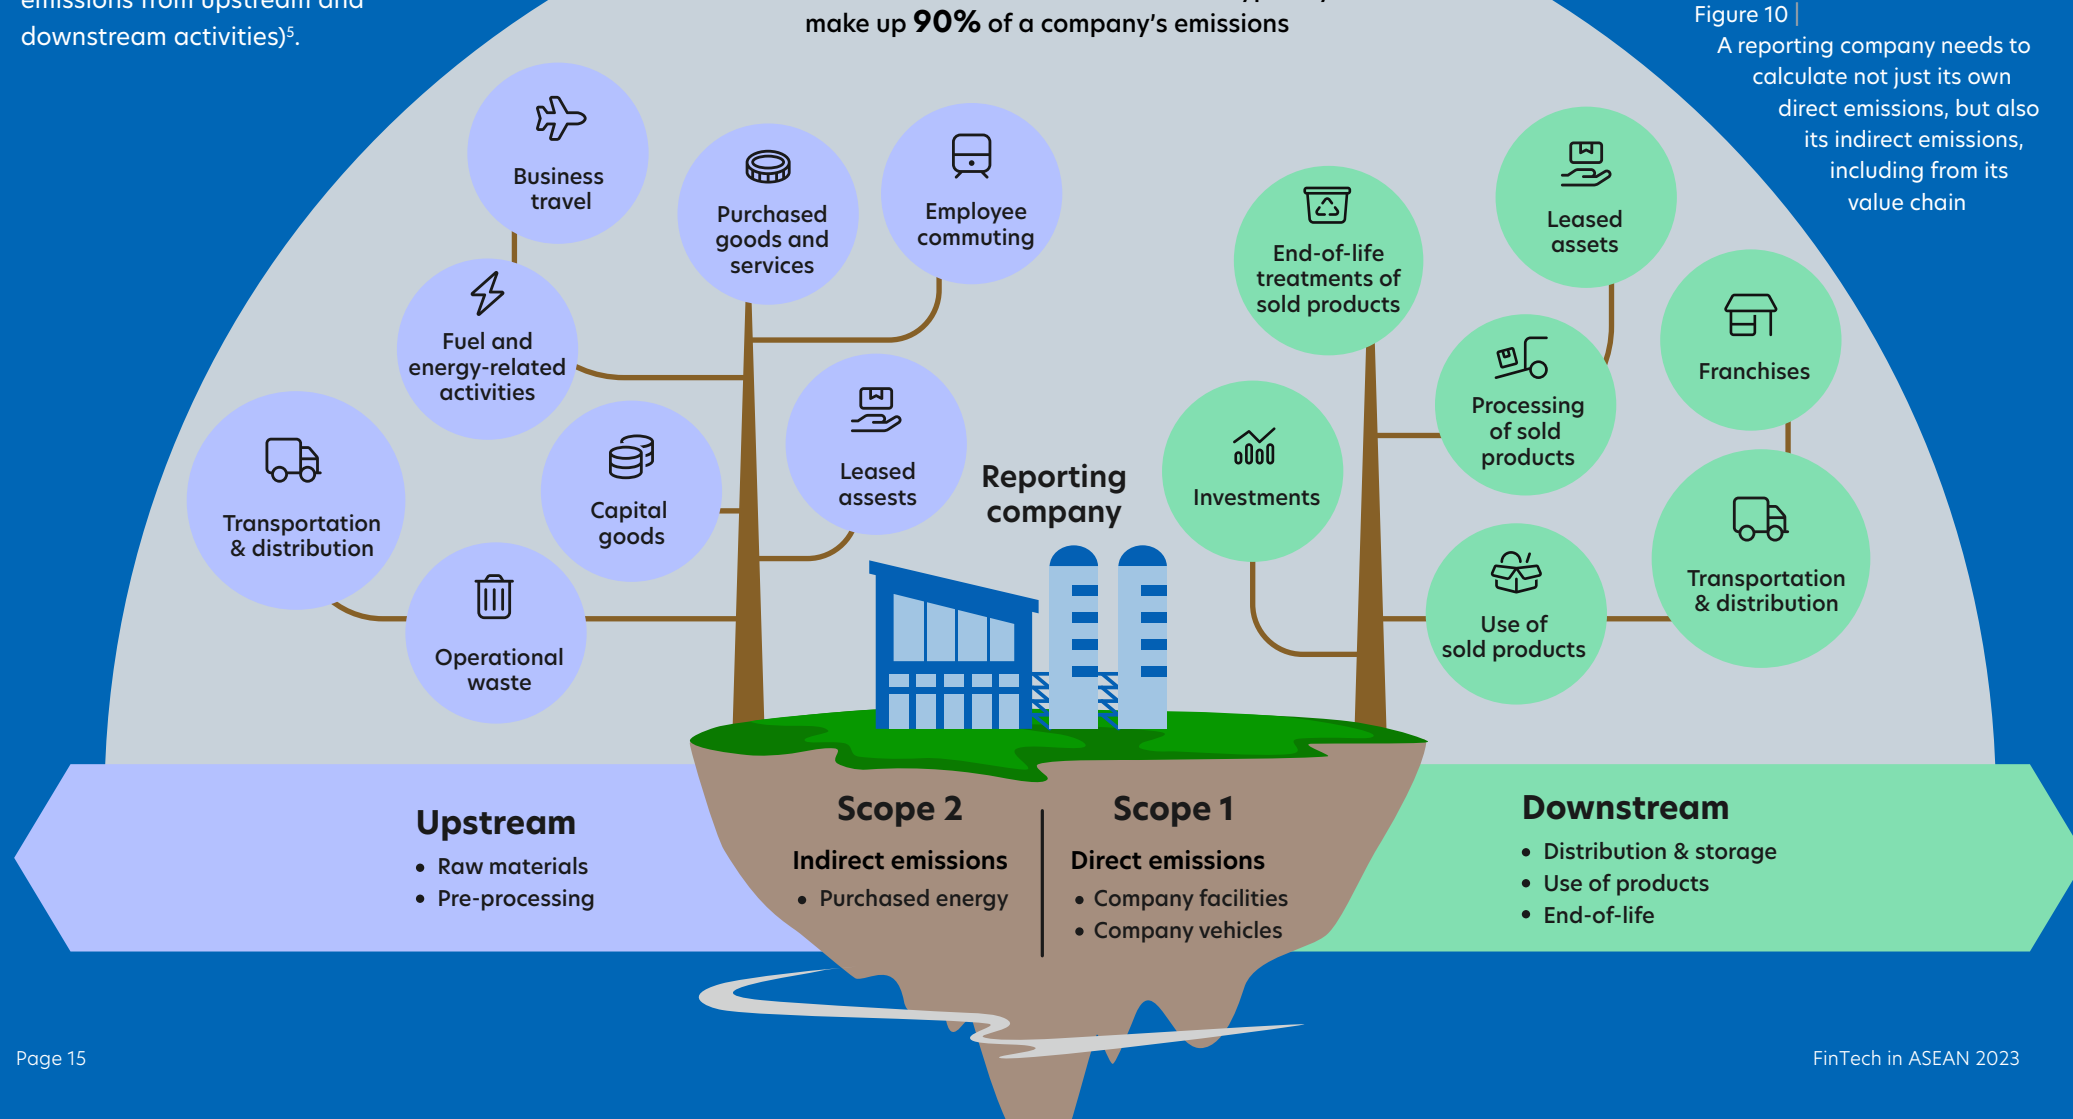 emissions from upstream and
downstream activities)⁵.
make up 90% of a company's emissions
Figure 10 |
A reporting company needs to
calculate not just its own
direct emissions, but also
its indirect emissions,
including from its
value chain
Business
travel
Purchased
goods and
services
Employee
commuting
Fuel and
energy-related
activities
Transportation
& distribution
Capital
goods
Leased
assests
Operational
waste
Reporting
company
End-of-life
treatments of
sold products
Leased
assets
Franchises
Processing
of sold
products
Investments
Use of
sold products
Transportation
& distribution
Upstream
• Raw materials
• Pre-processing
Scope 2
Indirect emissions
• Purchased energy
Scope 1
Direct emissions
• Company facilities
• Company vehicles
Downstream
• Distribution & storage
• Use of products
• End-of-life
Page 15
FinTech in ASEAN 2023